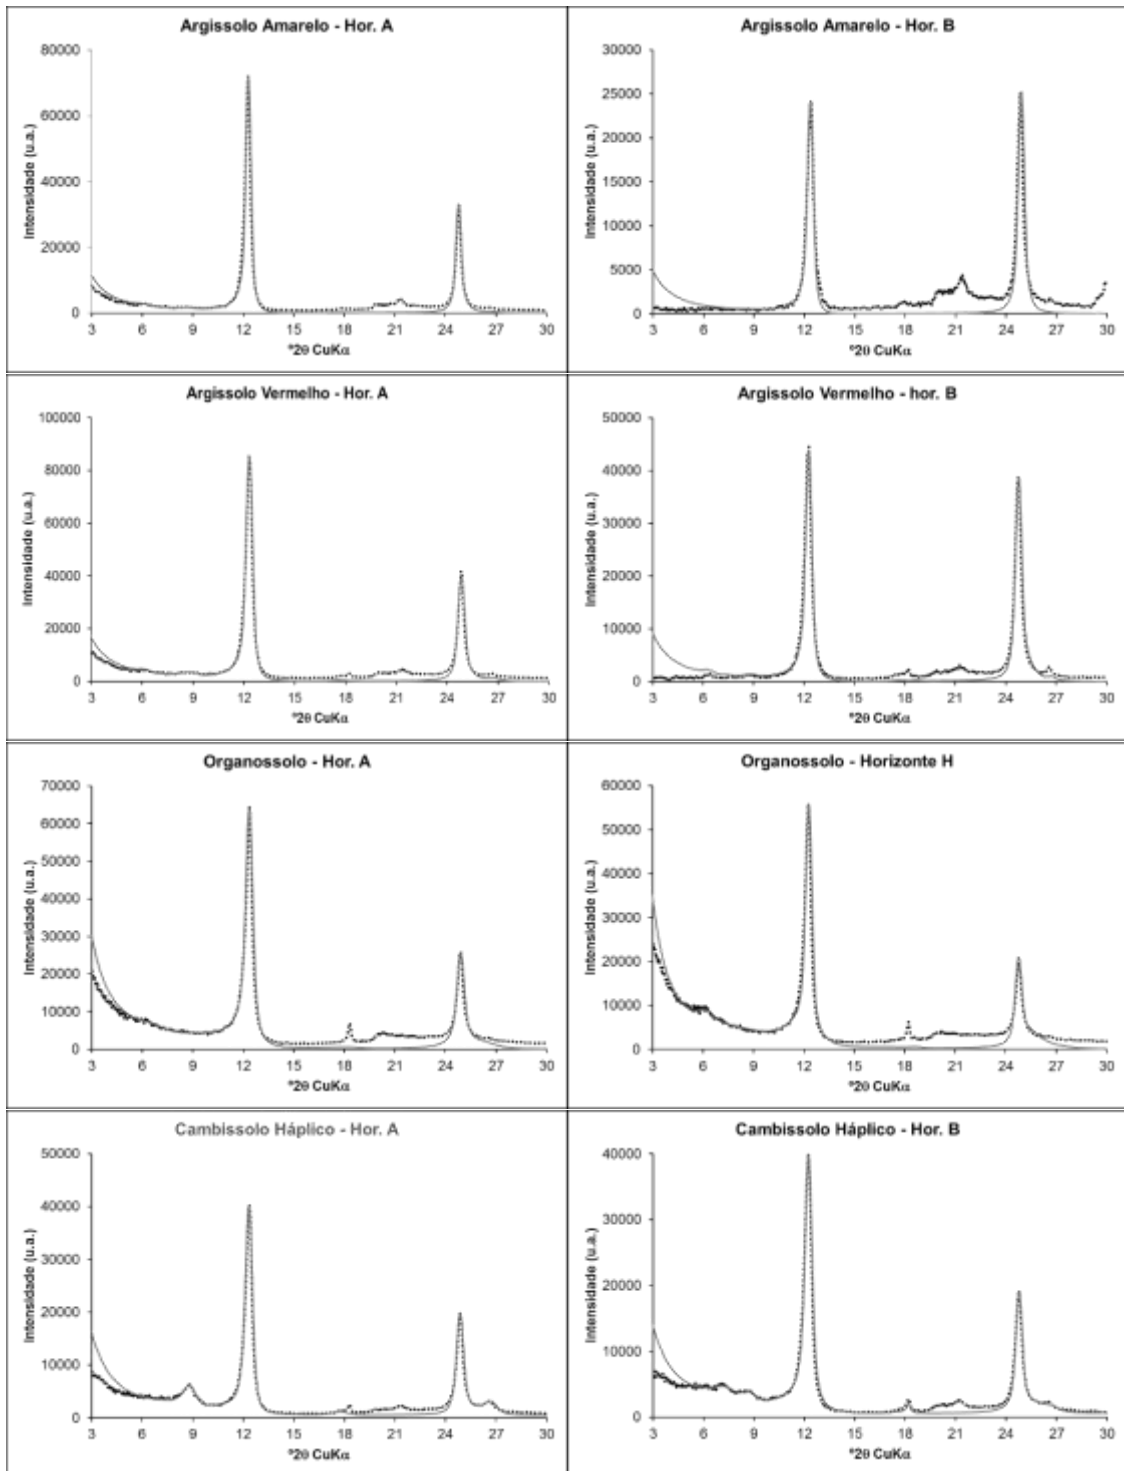 Argissolo Amarelo - Hor. A
Intensidade (u.a.)
80000
60000
40000
20000
0
3 6 9 12 15 18 21 24 27 30
º2θ CuKα
Argissolo Amarelo - Hor. B
Intensidade (u.a.)
30000
25000
20000
15000
10000
5000
0
3 6 9 12 15 18 21 24 27 30
º2θ CuKα
Argissolo Vermelho - Hor. A
Intensidade (u.a.)
100000
80000
60000
40000
20000
0
3 6 9 12 15 18 21 24 27 30
º2θ CuKα
Argissolo Vermelho - hor. B
Intensidade (u.a.)
50000
40000
30000
20000
10000
0
3 6 9 12 15 18 21 24 27 30
º2θ CuKα
Organossolo - Hor. A
Intensidade (u.a.)
70000
60000
50000
40000
30000
20000
10000
0
3 6 9 12 15 18 21 24 27 30
º2θ CuKα
Organossolo - Horizonte H
Intensidade (u.a.)
60000
50000
40000
30000
20000
10000
0
3 6 9 12 15 18 21 24 27 30
º2θ CuKα
Cambissolo Háplico - Hor. A
Intensidade (u.a.)
50000
40000
30000
20000
10000
0
3 6 9 12 15 18 21 24 27 30
º2θ CuKα
Cambissolo Háplico - Hor. B
Intensidade (u.a.)
40000
30000
20000
10000
0
3 6 9 12 15 18 21 24 27 30
º2θ CuKα